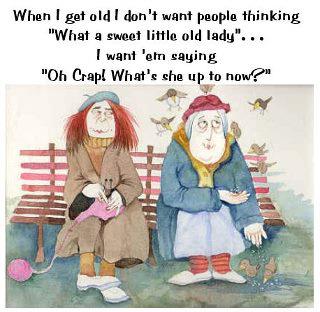 When I get old I don't want people thinking
"What a sweet little old lady"...
I want 'em saying
"Oh Crap! What's she up to now?"